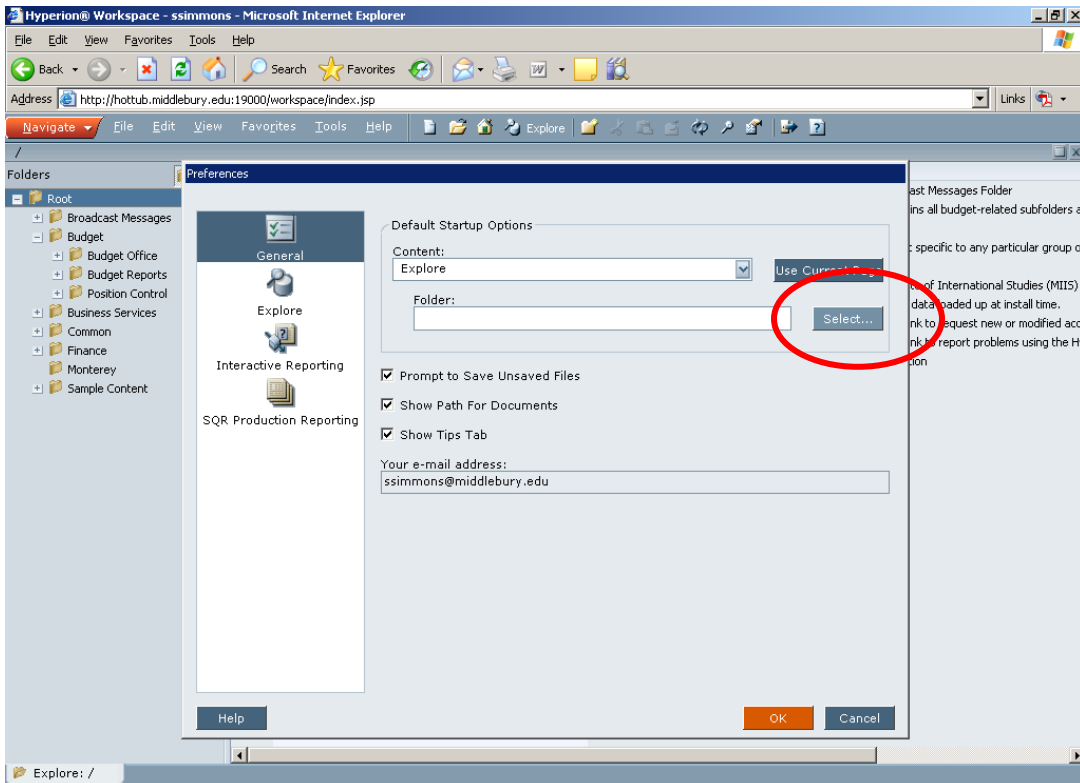 Hyperion® Workspace - ssimmons - Microsoft Internet Explorer
File Edit View Favorites Tools Help
Back Search Favorites
Address http://hottub.middlebury.edu:19000/workspace/index.jsp Links
Navigate File Edit View Favorites Tools Help Explore
/
Folders
Root
Broadcast Messages
Budget
Budget Office
Budget Reports
Position Control
Business Services
Common
Finance
Monterey
Sample Content
Preferences
General
Explore
Interactive Reporting
SQR Production Reporting
Default Startup Options
Content:
Explore Use Current Page
Folder:
Select...
Prompt to Save Unsaved Files
Show Path For Documents
Show Tips Tab
Your e-mail address:
ssimmons@middlebury.edu
Help OK Cancel
ast Messages Folder
ins all budget-related subfolders a
specific to any particular group o
te of International Studies (MIIS)
data loaded up at install time.
nk to request new or modified acc
nk to report problems using the H
tion
Explore: /